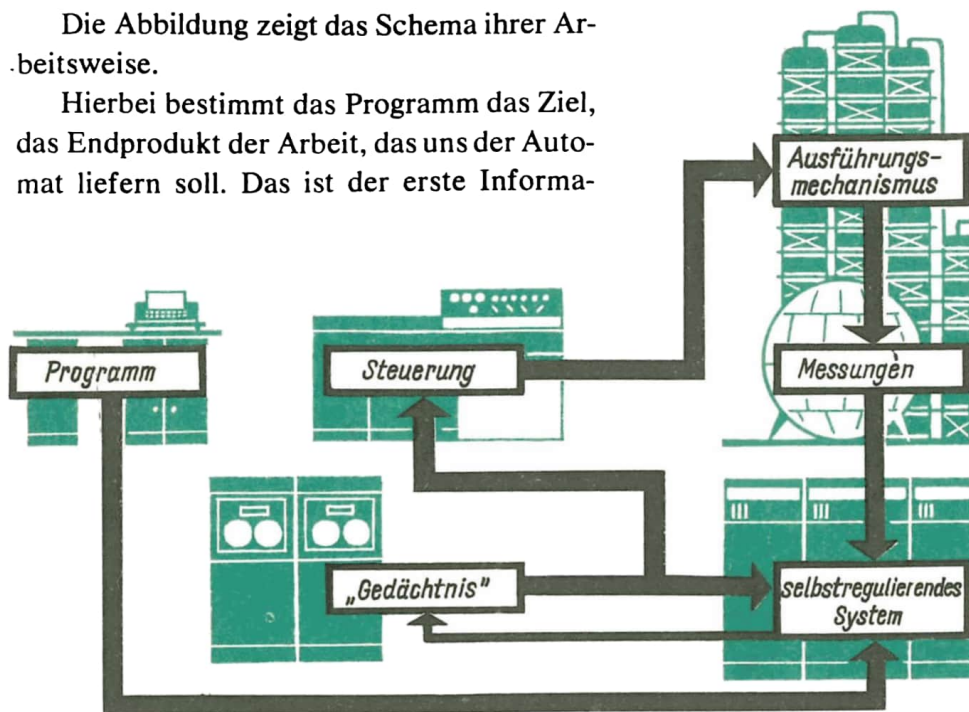 Die Abbildung zeigt das Schema ihrer Ar-
beitsweise.
Hierbei bestimmt das Programm das Ziel,
das Endprodukt der Arbeit, das uns der Auto-
mat liefern soll. Das ist der erste Informa-
Ausführungs-
mechanismus
Programm
Steuerung
Messungen
„Gedächtnis”
selbstregulierendes
System